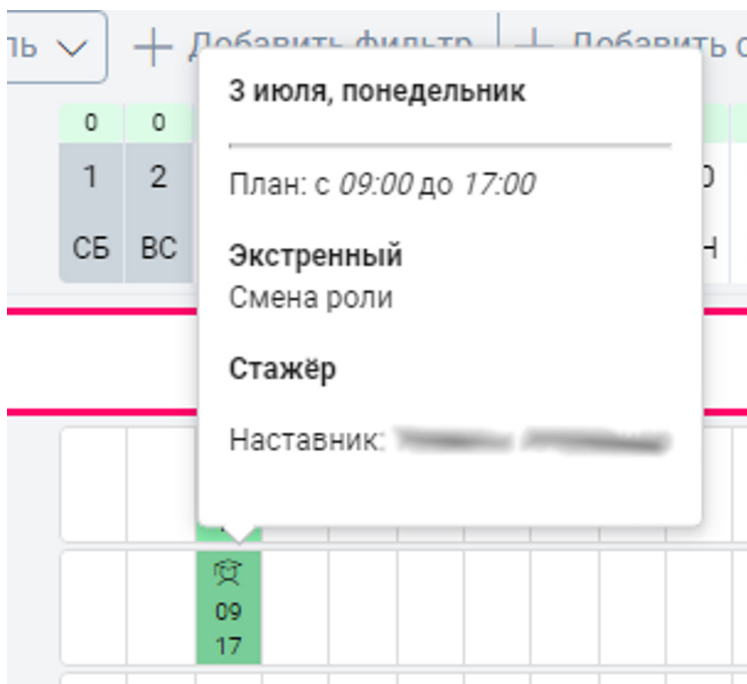 Добавить фильтр
Добавить
0 0
1 2
СБ ВС
3 июля, понедельник
План: с 09:00 до 17:00
Экстренный
Смена роли
Стажёр
Наставник:
09
17